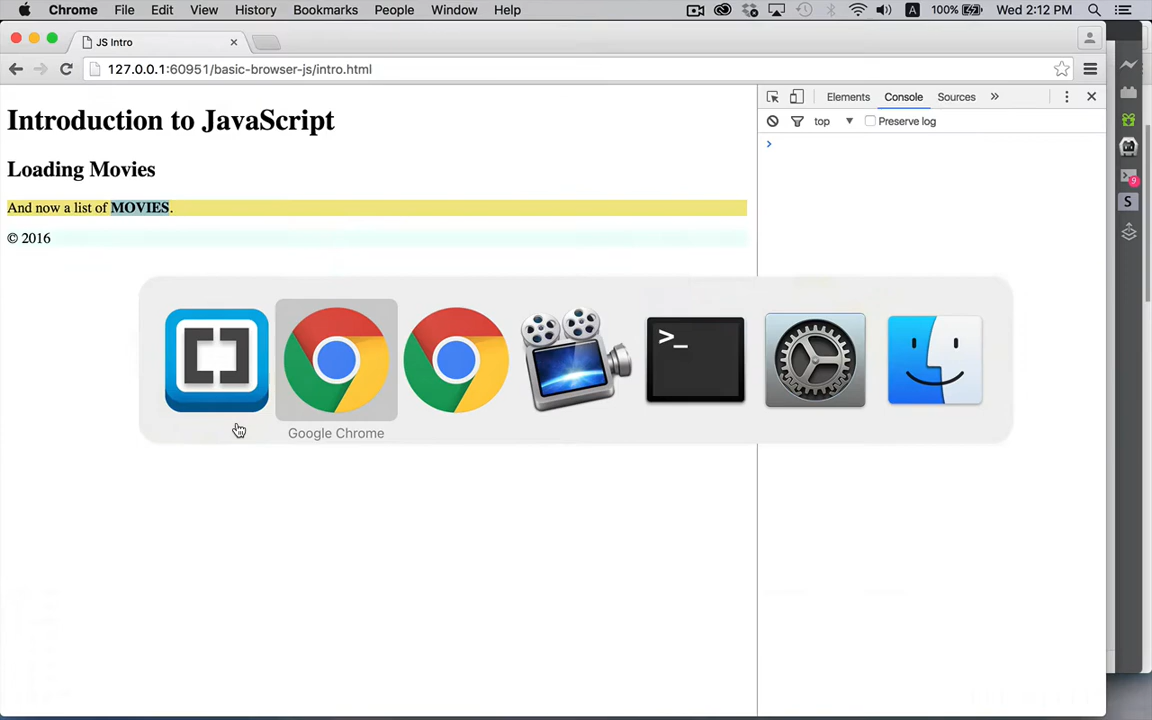 Chrome File Edit View History Bookmarks People Window Help A 100% Wed 2:12 PM
JS Intro
127.0.0.1:60951/basic-browser-js/intro.html
Introduction to JavaScript
Loading Movies
And now a list of MOVIES.
© 2016
Elements Console Sources »
top Preserve log
>
>_
Google Chrome
9
S